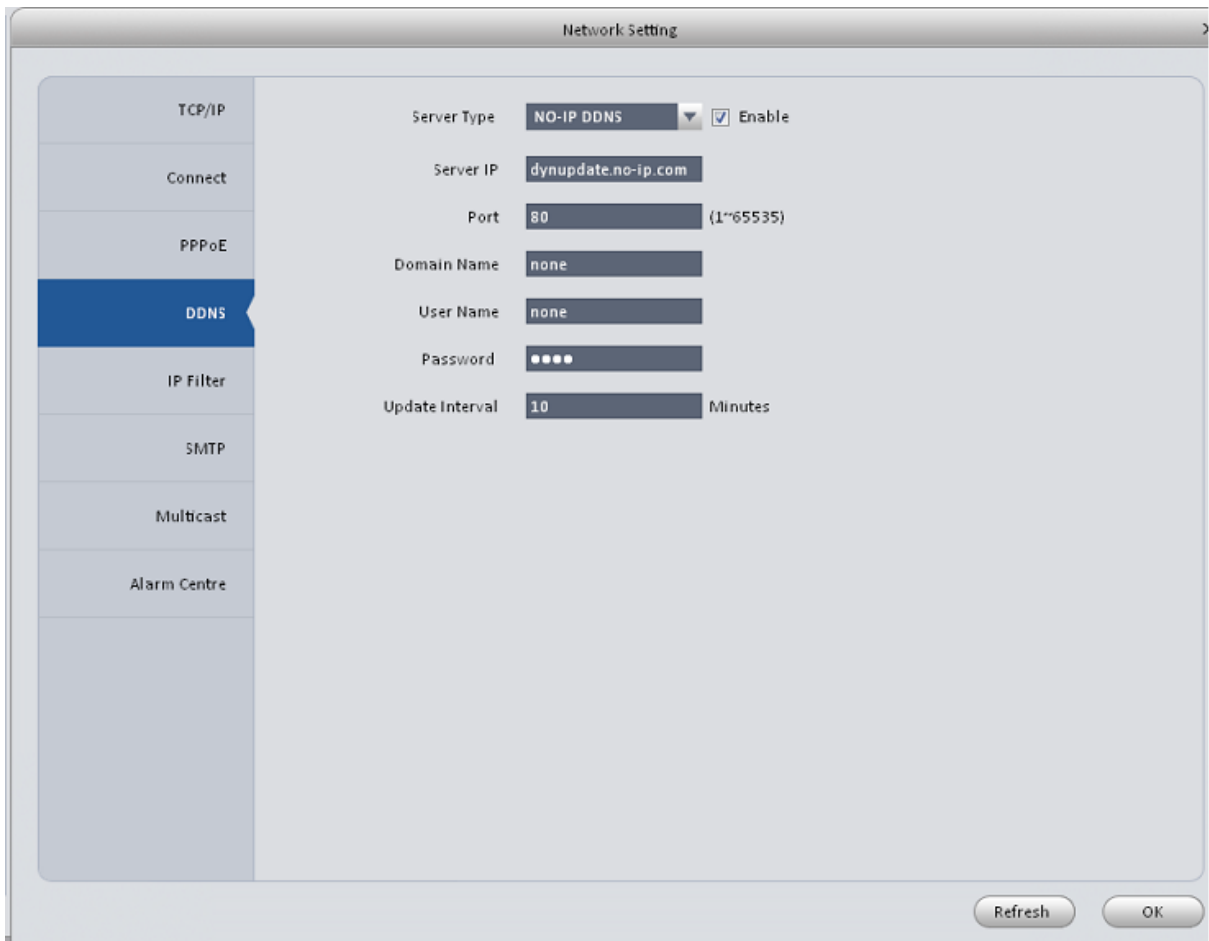 Network Setting
TCP/IP
Connect
PPPoE
DDNS
IP Filter
SMTP
Multicast
Alarm Centre
Server Type NO-IP DDNS Enable
Server IP dynupdate.no-ip.com
Port 80 (1~65535)
Domain Name none
User Name none
Password ●●●●
Update Interval 10 Minutes
Refresh OK